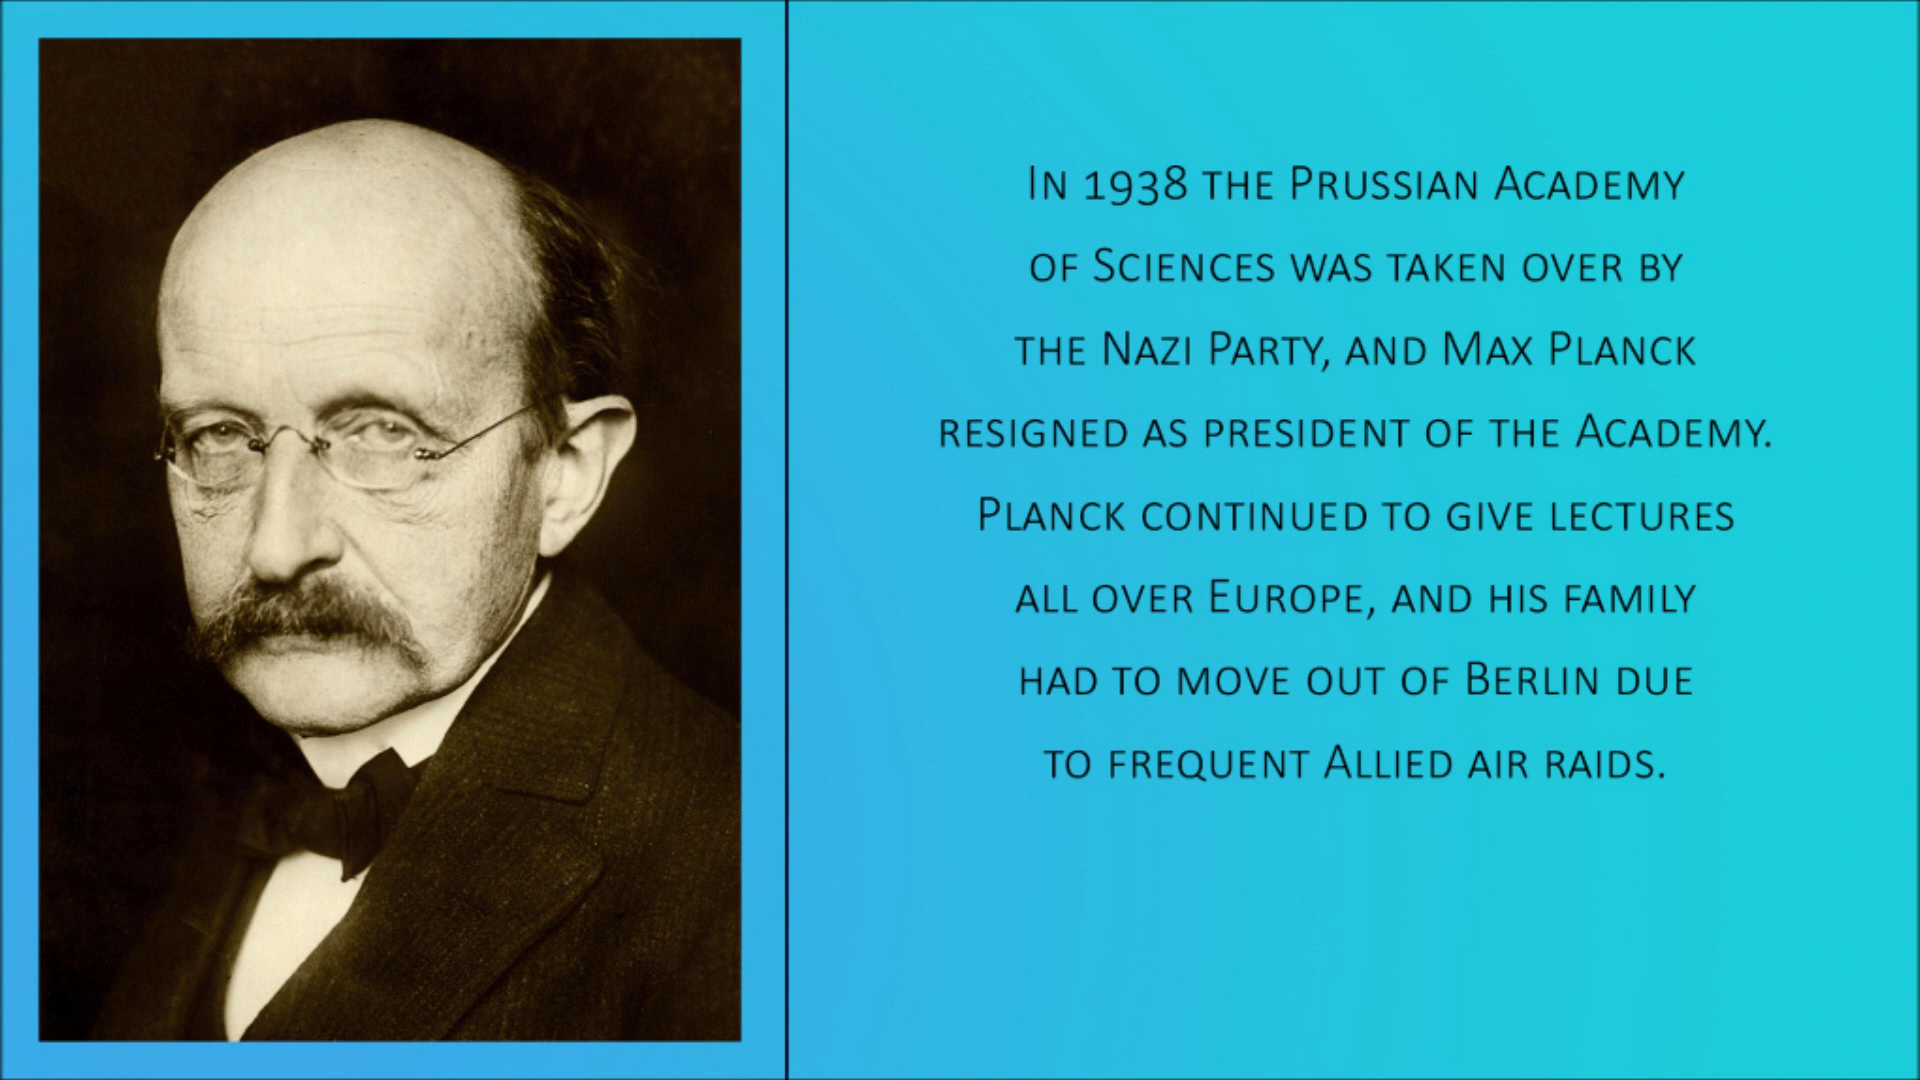 In 1938 the Prussian Academy
of Sciences was taken over by
the Nazi Party, and Max Planck
resigned as president of the Academy.
Planck continued to give lectures
all over Europe, and his family
had to move out of Berlin due
to frequent Allied air raids.